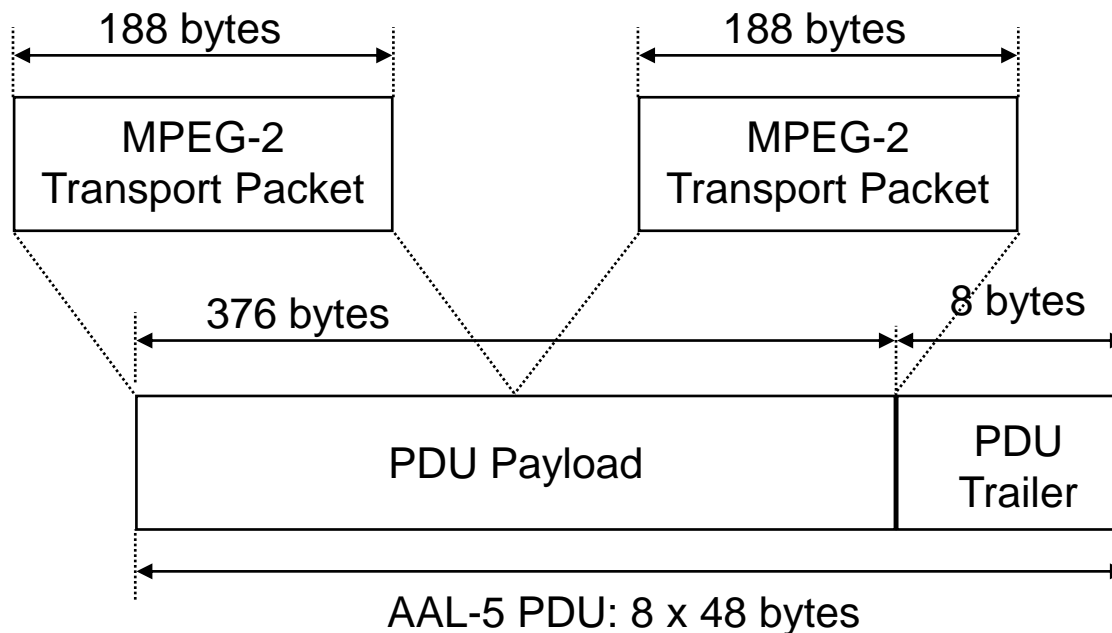 188 bytes
188 bytes
MPEG-2
Transport Packet
MPEG-2
Transport Packet
376 bytes
8 bytes
PDU Payload
PDU
Trailer
AAL-5 PDU: 8 x 48 bytes